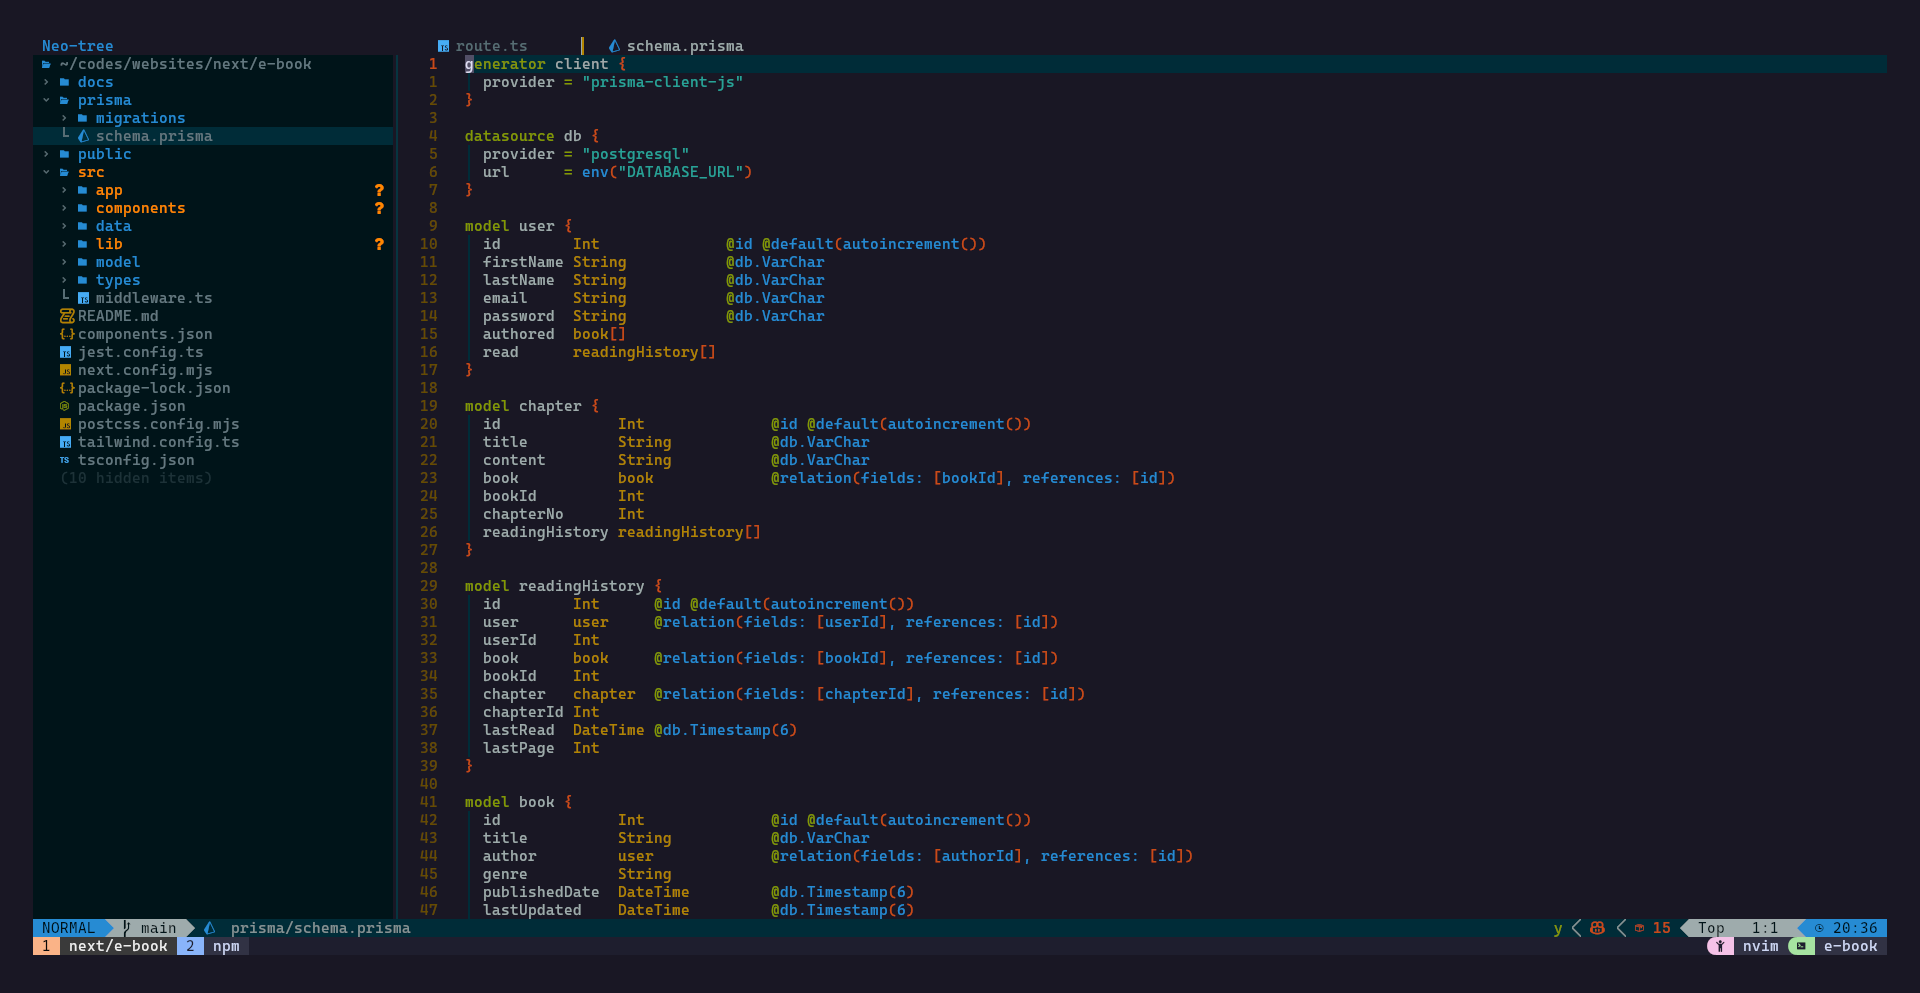 Neo-tree
~/codes/websites/next/e-book
docs
prisma
migrations
schema.prisma
public
src
app ?
components ?
data
lib ?
model
types
middleware.ts
README.md
components.json
jest.config.ts
next.config.mjs
package-lock.json
package.json
postcss.config.mjs
tailwind.config.ts
tsconfig.json
(10 hidden items)
route.ts schema.prisma
1 generator client {
1 provider = "prisma-client-js"
2 }
3
4 datasource db {
5 provider = "postgresql"
6 url = env("DATABASE_URL")
7 }
8
9 model user {
10 id Int @id @default(autoincrement())
11 firstName String @db.VarChar
12 lastName String @db.VarChar
13 email String @db.VarChar
14 password String @db.VarChar
15 authored book[]
16 read readingHistory[]
17 }
18
19 model chapter {
20 id Int @id @default(autoincrement())
21 title String @db.VarChar
22 content String @db.VarChar
23 book book @relation(fields: [bookId], references: [id])
24 bookId Int
25 chapterNo Int
26 readingHistory readingHistory[]
27 }
28
29 model readingHistory {
30 id Int @id @default(autoincrement())
31 user user @relation(fields: [userId], references: [id])
32 userId Int
33 book book @relation(fields: [bookId], references: [id])
34 bookId Int
35 chapter chapter @relation(fields: [chapterId], references: [id])
36 chapterId Int
37 lastRead DateTime @db.Timestamp(6)
38 lastPage Int
39 }
40
41 model book {
42 id Int @id @default(autoincrement())
43 title String @db.VarChar
44 author user @relation(fields: [authorId], references: [id])
45 genre String
46 publishedDate DateTime @db.Timestamp(6)
47 lastUpdated DateTime @db.Timestamp(6)
NORMAL main prisma/schema.prisma y 15 Top 1:1 20:36
1 next/e-book 2 npm nvim e-book